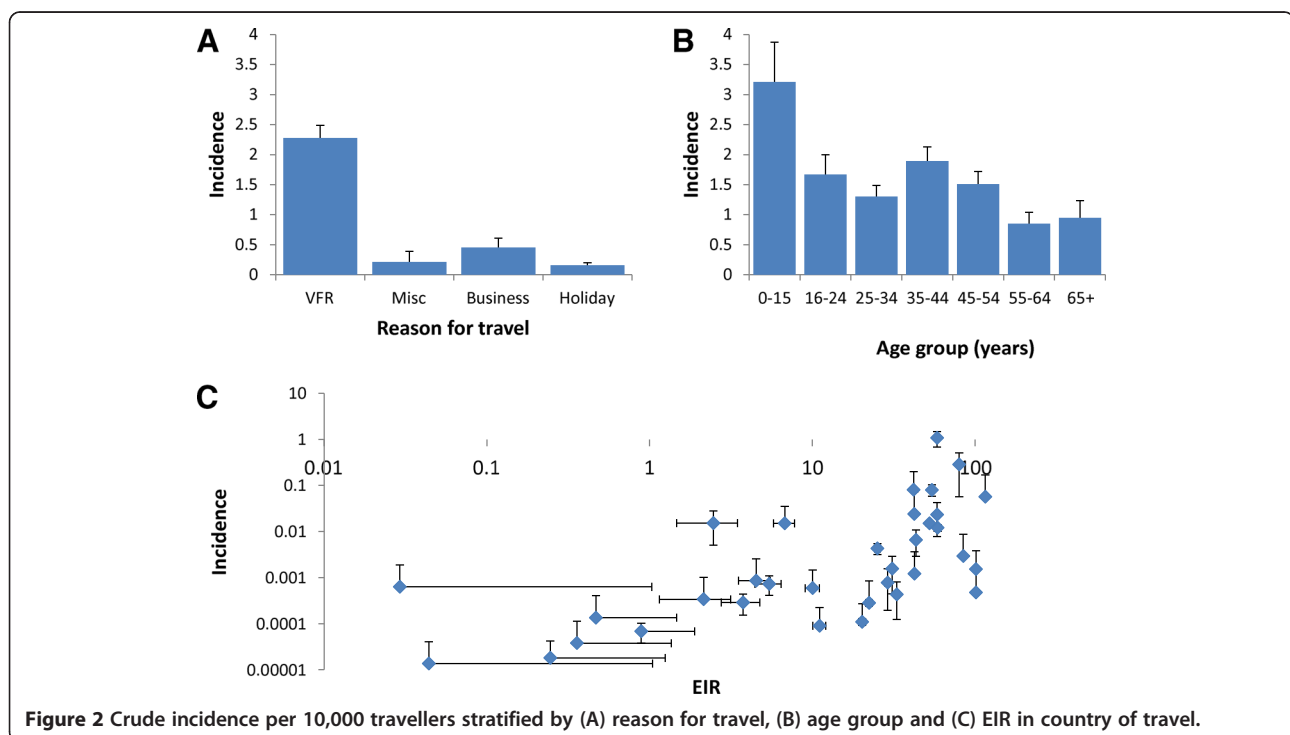 A
4
3.5
3
2.5
2
1.5
1
0.5
0
Incidence
VFR Misc Business Holiday
Reason for travel
B
4
3.5
3
2.5
2
1.5
1
0.5
0
Incidence
0-15 16-24 25-34 35-44 45-54 55-64 65+
Age group (years)
C
10
1
0.1
0.01
0.001
0.0001
0.00001
Incidence
0.01 0.1 1 10 100
EIR
Figure 2 Crude incidence per 10,000 travellers stratified by (A) reason for travel, (B) age group and (C) EIR in country of travel.